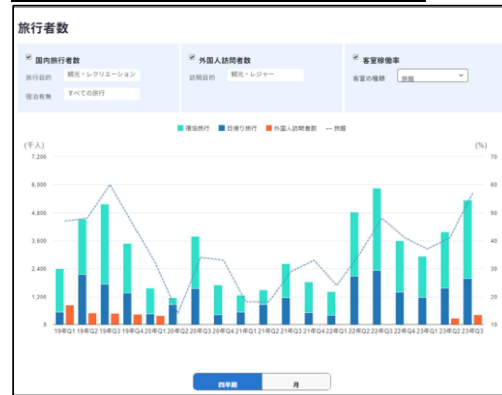 旅行者数
国内旅行者数
外国人訪問者数
客室稼働率
旅行目的 観光・レクリエーション
訪問目的 観光・レジャー
客室の種類 旅館
宿泊有無 すべての旅行
宿泊旅行 日帰り旅行 外国人訪問者数 旅館
(千人) (%)
7,200 70
6,000 60
4,800 50
3,600 40
2,400 30
1,200 20
0 10
19年Q1 19年Q2 19年Q3 19年Q4 20年Q1 20年Q2 20年Q3 20年Q4 21年Q1 21年Q2 21年Q3 21年Q4 22年Q1 22年Q2 22年Q3 22年Q4 23年Q1 23年Q2 23年Q3
四半期 月